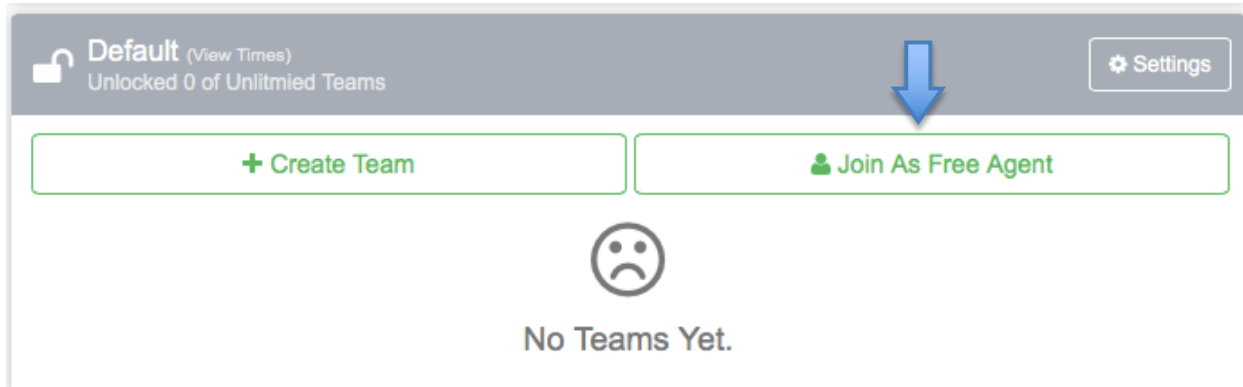 Default (View Times)
Unlocked 0 of Unlitmied Teams
Settings
Create Team
Join As Free Agent
No Teams Yet.